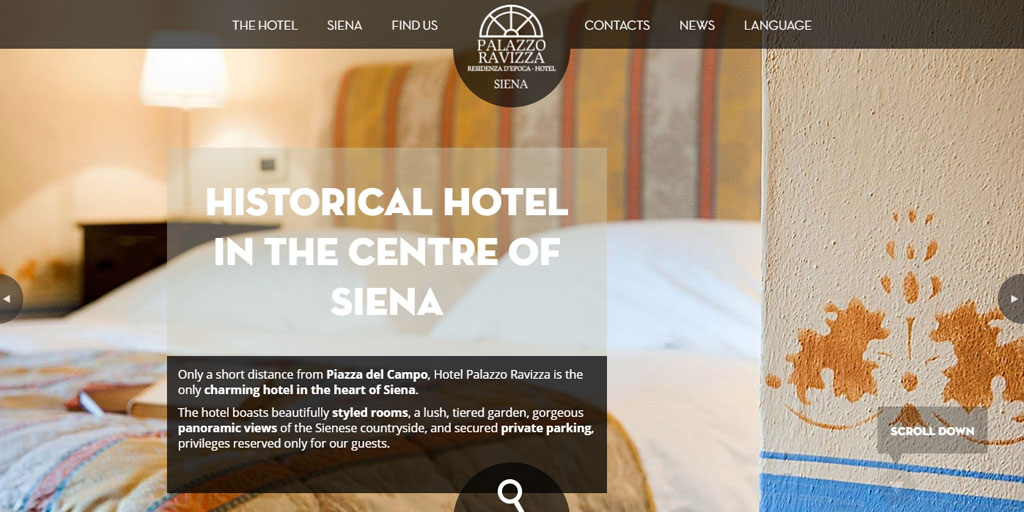 THE HOTEL SIENA FIND US CONTACTS NEWS LANGUAGE
PALAZZO
RAVIZZA
RESIDENZA D'EPOCA - HOTEL
SIENA
HISTORICAL HOTEL
IN THE CENTRE OF
SIENA
Only a short distance from Piazza del Campo, Hotel Palazzo Ravizza is the
only charming hotel in the heart of Siena.
The hotel boasts beautifully styled rooms, a lush, tiered garden, gorgeous
panoramic views of the Sienese countryside, and secured private parking,
privileges reserved only for our guests.
SCROLL DOWN